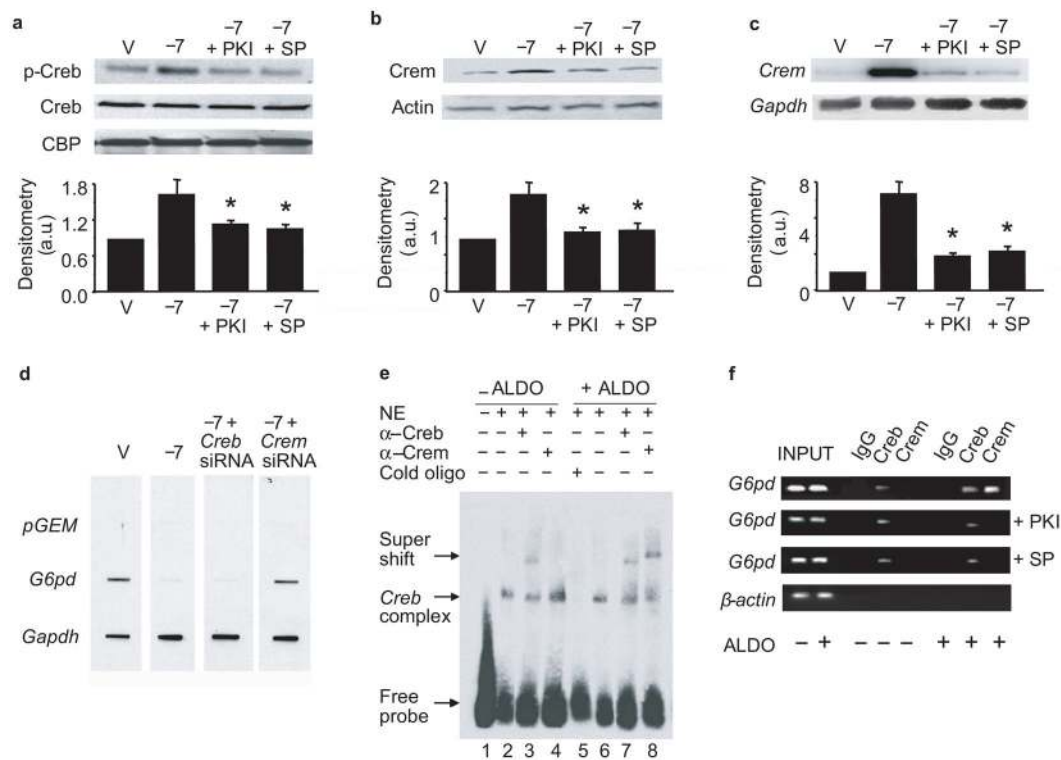 a
V –7 –7 + PKI –7 + SP
p-Creb
Creb
CBP
Densitometry (a.u.)
1.8
1.2
0.6
0.0
V –7 –7 + PKI –7 + SP
* *
b
V –7 –7 + PKI –7 + SP
Crem
Actin
Densitometry (a.u.)
2
1
0
V –7 –7 + PKI –7 + SP
* *
c
V –7 –7 + PKI –7 + SP
Crem
Gapdh
Densitometry (a.u.)
8
4
0
V –7 –7 + PKI –7 + SP
* *
d
V –7 –7 + Creb siRNA –7 + Crem siRNA
pGEM
G6pd
Gapdh
e
– ALDO + ALDO
NE – + + + + + + +
α–Creb – – + – – – + –
α–Crem – – – + – – – +
Cold oligo – – – – + – – –
Super shift
Creb complex
Free probe
1 2 3 4 5 6 7 8
f
INPUT IgG Creb Crem IgG Creb Crem
G6pd
G6pd + PKI
G6pd + SP
β-actin
ALDO – + – – – + + +